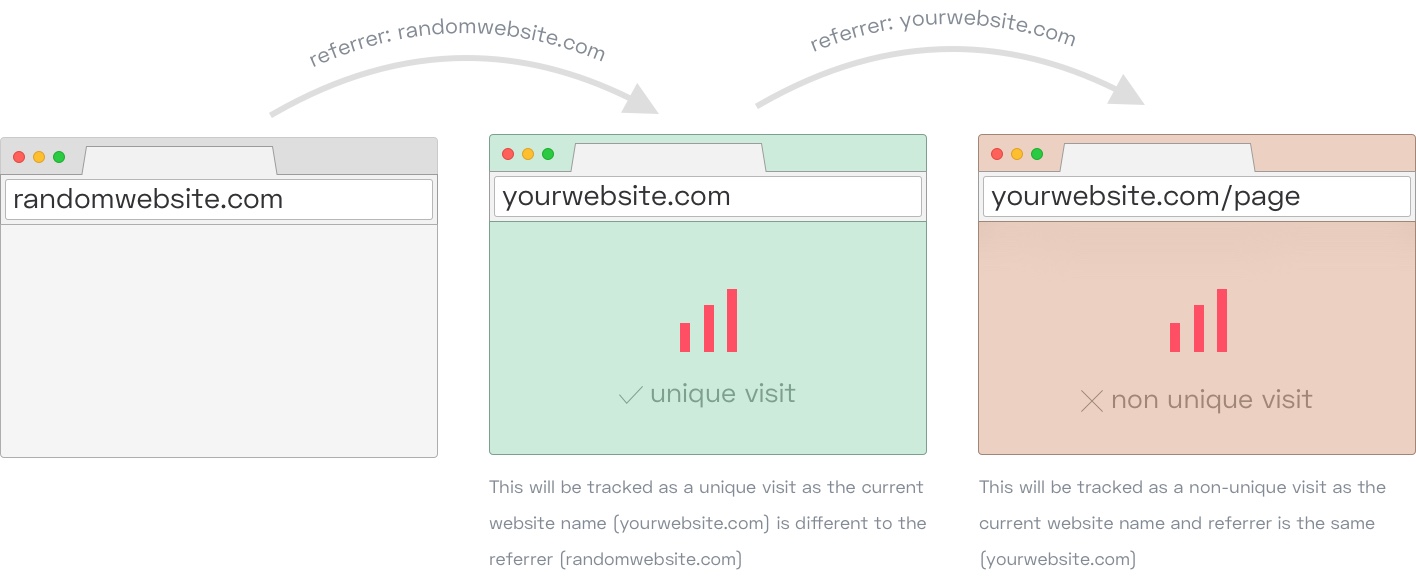 referrer: randomwebsite.com
referrer: yourwebsite.com
randomwebsite.com
yourwebsite.com
yourwebsite.com/page
unique visit
non unique visit
This will be tracked as a unique visit as the current
website name (yourwebsite.com) is different to the
referrer (randomwebsite.com)
This will be tracked as a non-unique visit as the
current website name and referrer is the same
(yourwebsite.com)